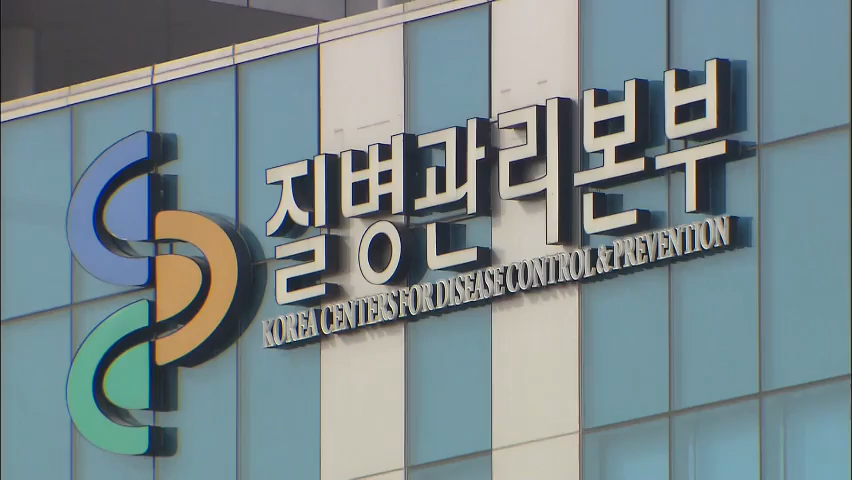 질병관리본부
KOREA CENTERS FOR DISEASE CONTROL & PREVENTION